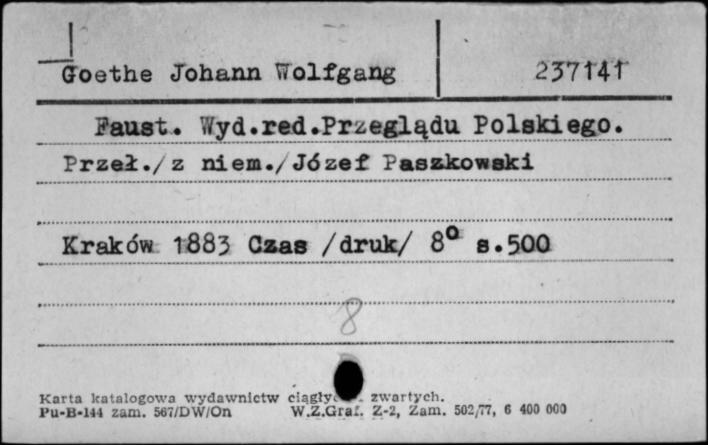 Goethe Johann Wolfgang 237141
Faust. Wyd.red.Przeglądu Polskiego.
Przeł./z niem./Józef Paszkowski
Kraków 1883 Czas /druk/ 8° s.500
8
Karta katalogowa wydawnictw zwartych.
Pu-B-144 zam. 567/DW/On W.Z.Graf. Z-2, Zam. 502/77, 6 400 000